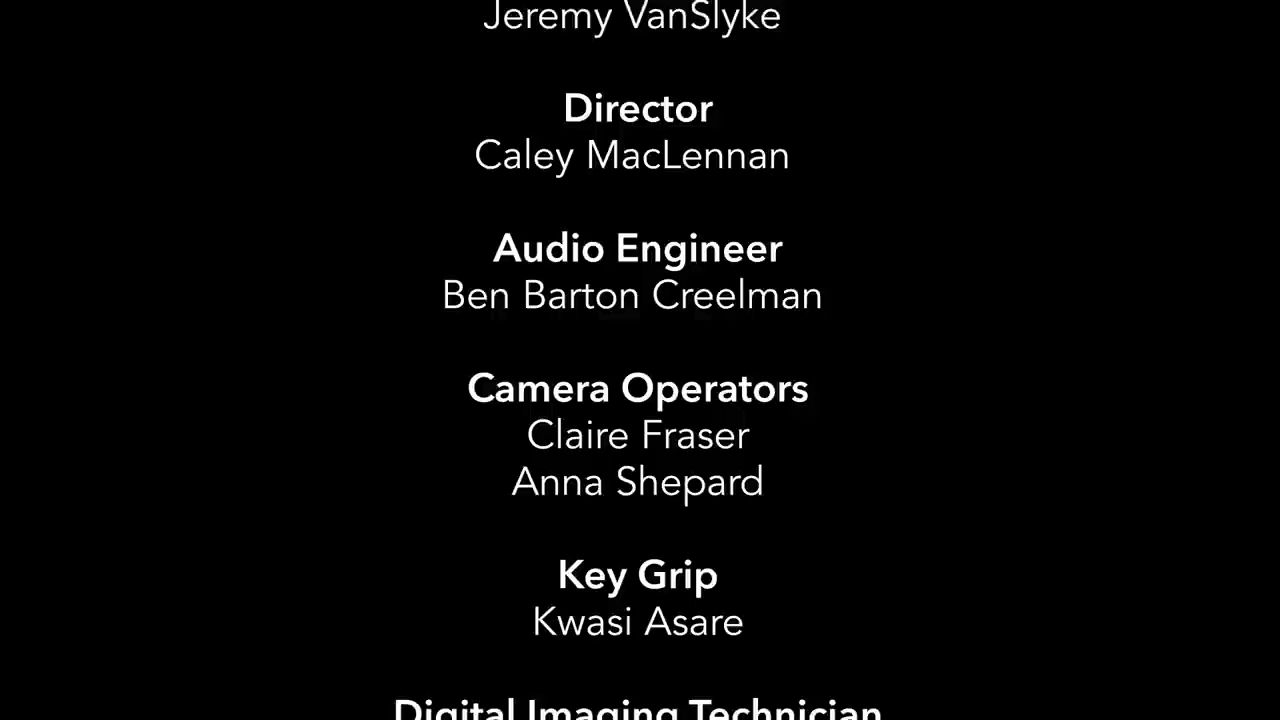 Jeremy VanSlyke
Director
Caley MacLennan
Audio Engineer
Ben Barton Creelman
Camera Operators
Claire Fraser
Anna Shepard
Key Grip
Kwasi Asare
Digital Imaging Technician